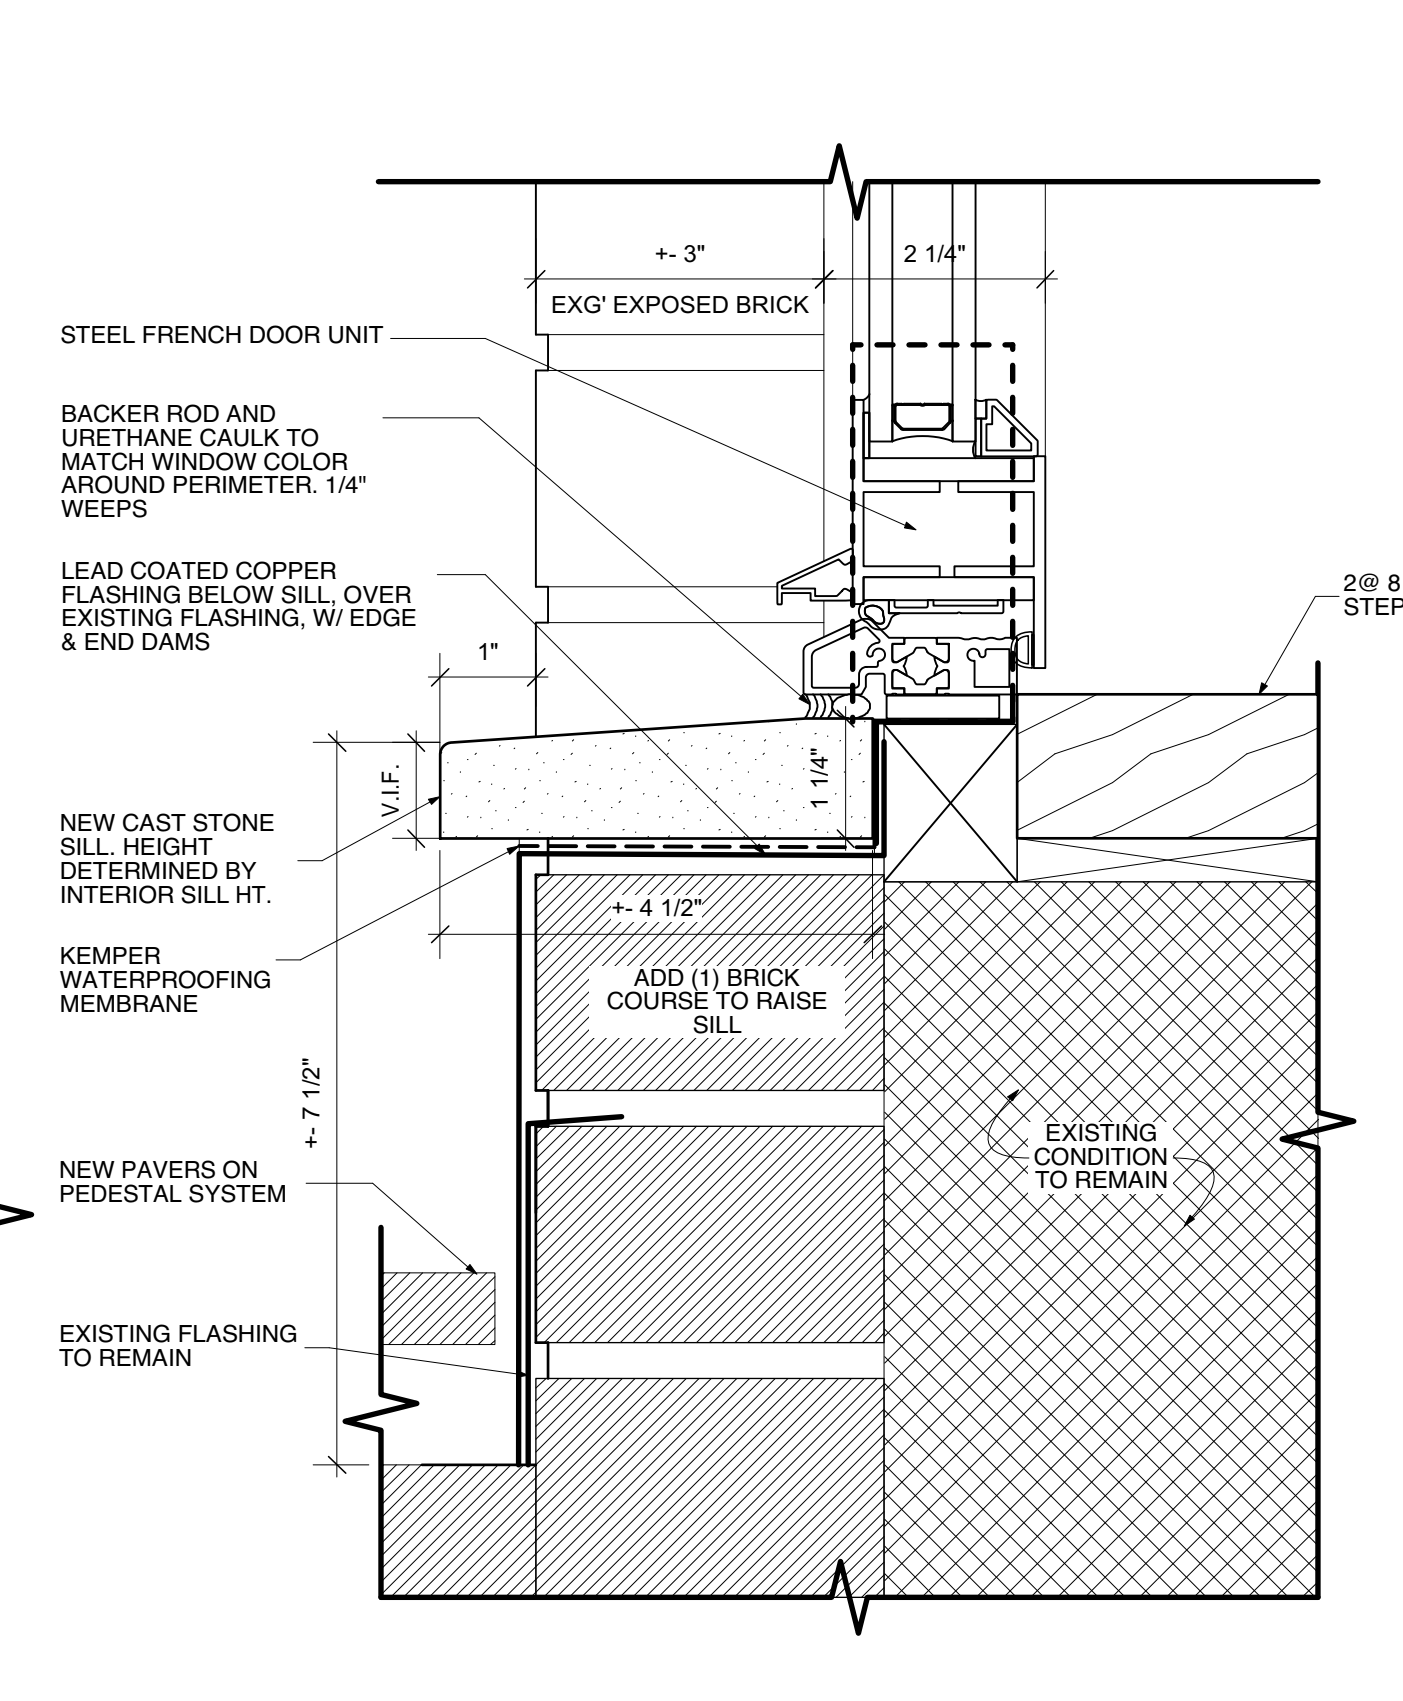 +- 3"
2 1/4"
EXG' EXPOSED BRICK
STEEL FRENCH DOOR UNIT
BACKER ROD AND
URETHANE CAULK TO
MATCH WINDOW COLOR
AROUND PERIMETER. 1/4"
WEEPS
LEAD COATED COPPER
FLASHING BELOW SILL, OVER
EXISTING FLASHING, W/ EDGE
& END DAMS
2@ 8
STEP
1"
V.I.F.
1 1/4"
NEW CAST STONE
SILL. HEIGHT
DETERMINED BY
INTERIOR SILL HT.
+- 4 1/2"
KEMPER
WATERPROOFING
MEMBRANE
ADD (1) BRICK
COURSE TO RAISE
SILL
+- 7 1/2"
EXISTING
CONDITION
TO REMAIN
NEW PAVERS ON
PEDESTAL SYSTEM
EXISTING FLASHING
TO REMAIN